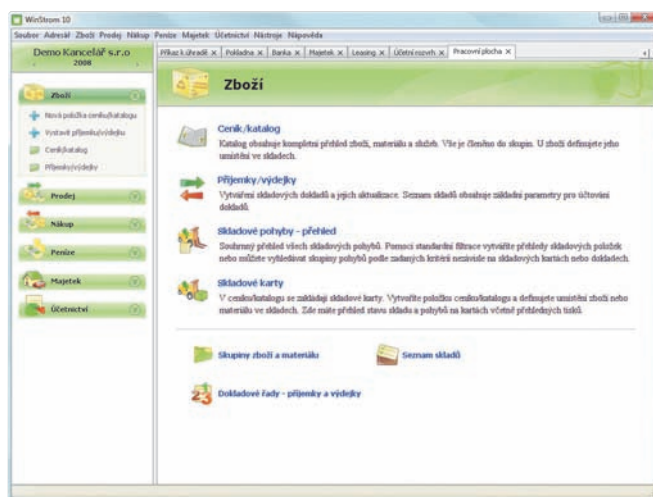 WinStrom 10
Soubor Adresář Zboží Prodej Nákup Peníze Majetek Účetnictví Nástroje Nápověda
Demo Kancelář s.r.o
2008
Příkaz k úhradě × Pokladna × Banka × Majetek × Leasing × Účetní rozvrh × Pracovní plocha ×
Zboží
Nová položka ceníku/katalogu
Vystavit příjemku/výdejku
Ceník/katalog
Příjemky/výdejky
Prodej
Nákup
Peníze
Majetek
Účetnictví
Zboží
Ceník/katalog
Katalog obsahuje kompletní přehled zboží, materiálu a služeb. Vše je členěno do skupin. U zboží definujete jeho
umístění ve skladech.
Příjemky/výdejky
Vytváření skladových dokladů a jejich aktualizace. Seznam skladů obsahuje základní parametry pro účtování
dokladů.
Skladové pohyby - přehled
Souhrnný přehled všech skladových pohybů. Pomocí standardní filtrace vytváříte přehledy skladových položek
nebo můžete vyhledávat skupiny pohybů podle zadaných kritérií nezávisle na skladových kartách nebo dokladech.
Skladové karty
V ceníku/katalogu se zakládají skladové karty. Vytvoříte položku ceníku/katalogu a definujete umístění zboží nebo
materiálu ve skladech. Zde máte přehled stavu skladu a pohybů na kartách včetně přehledných tisků.
Skupiny zboží a materiálu
Seznam skladů
Dokladové řady - příjemky a výdejky